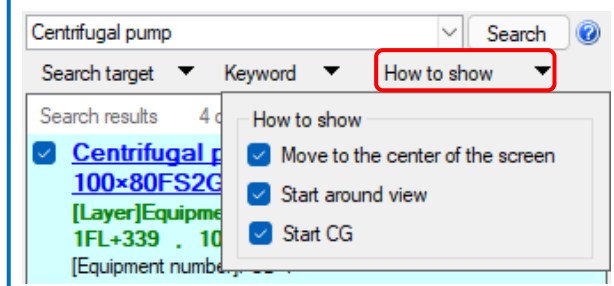 Centrifugal pump Search
Search target Keyword How to show
Search results 4
How to show
Move to the center of the screen
Start around view
Start CG
Centrifugal
100×80FS2G
[Layer]Equipme
1FL+339 . 10
[Equipment number]: